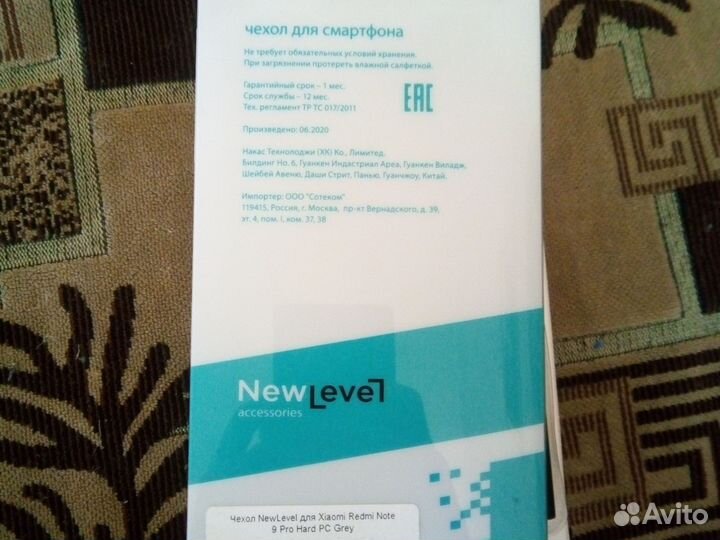 чехол для смартфона
Не требует обязательных условий хранения.
При загрязнении протереть влажной салфеткой.
Гарантийный срок – 1 мес.
Срок службы – 12 мес.
Тех. регламент ТР ТС 017/2011
EAC
Произведено: 06.2020
Накас Технолоджи (ХК) Ко., Лимитед.
Билдинг Но. 6, Гуанкен Индастриал Ареа, Гуанкен Виладж,
Шейбей Авеню, Даши Стрит, Панью, Гуанчжоу, Китай.
Импортер: ООО "Сотеком"
119415, Россия, г. Москва, пр-кт Вернадского, д. 39,
эт. 4, пом. I, ком. 37, 38
NewLevel
accessories
Чехол NewLevel для Xiaomi Redmi Note
9 Pro Hard PC Grey
Avito